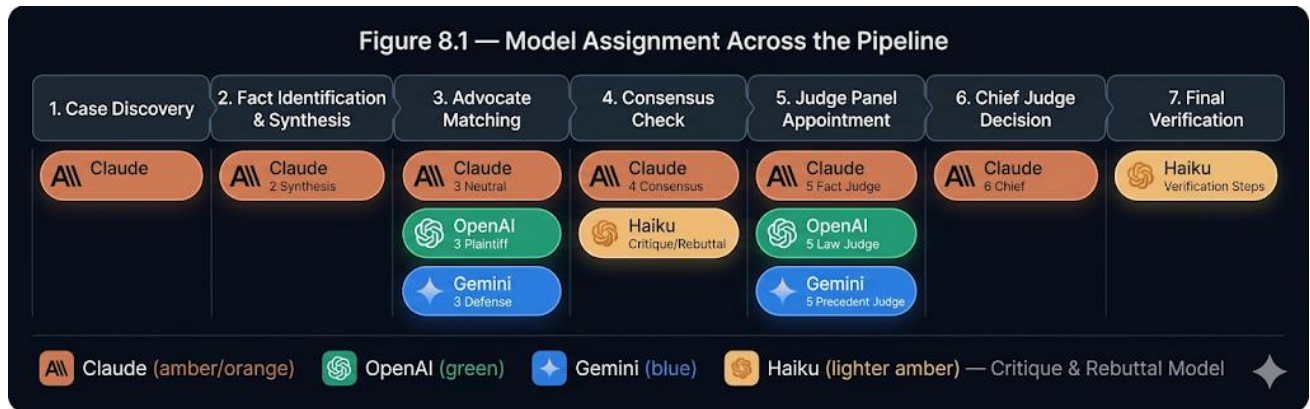 Figure 8.1 — Model Assignment Across the Pipeline
1. Case Discovery
2. Fact Identification
& Synthesis
3. Advocate
Matching
4. Consensus
Check
5. Judge Panel
Appointment
6. Chief Judge
Decision
7. Final
Verification
Claude
Claude
2 Synthesis
Claude
3 Neutral
Claude
4 Consensus
Claude
5 Fact Judge
Claude
6 Chief
Haiku
Verification Steps
OpenAI
3 Plaintiff
Haiku
Critique/Rebuttal
OpenAI
5 Law Judge
Gemini
3 Defense
Gemini
5 Precedent Judge
Claude (amber/orange)
OpenAI (green)
Gemini (blue)
Haiku (lighter amber) — Critique & Rebuttal Model